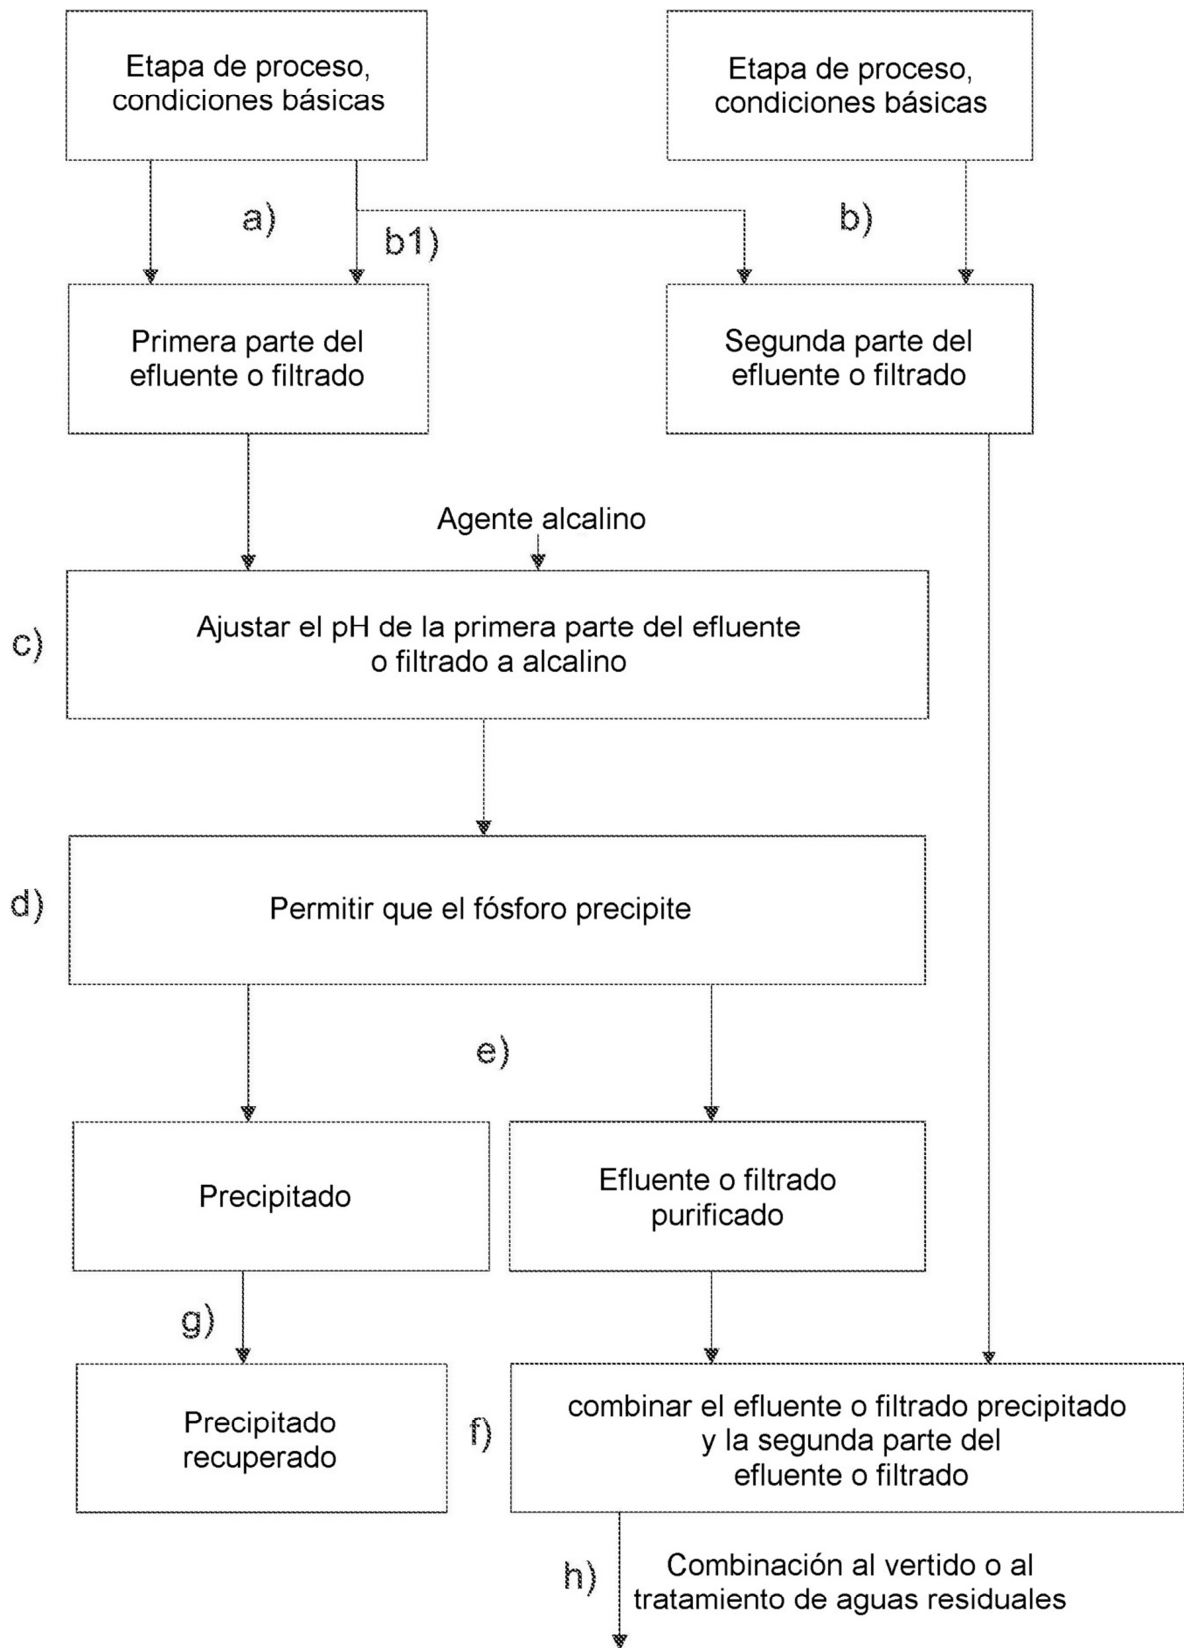 Etapa de proceso,
condiciones básicas
Etapa de proceso,
condiciones básicas
a)
b1)
b)
Primera parte del
efluente o filtrado
Segunda parte del
efluente o filtrado
Agente alcalino
c)
Ajustar el pH de la primera parte del efluente
o filtrado a alcalino
d)
Permitir que el fósforo precipite
e)
Precipitado
Efluente o filtrado
purificado
g)
Precipitado
recuperado
f)
combinar el efluente o filtrado precipitado
y la segunda parte del
efluente o filtrado
h)
Combinación al vertido o al
tratamiento de aguas residuales